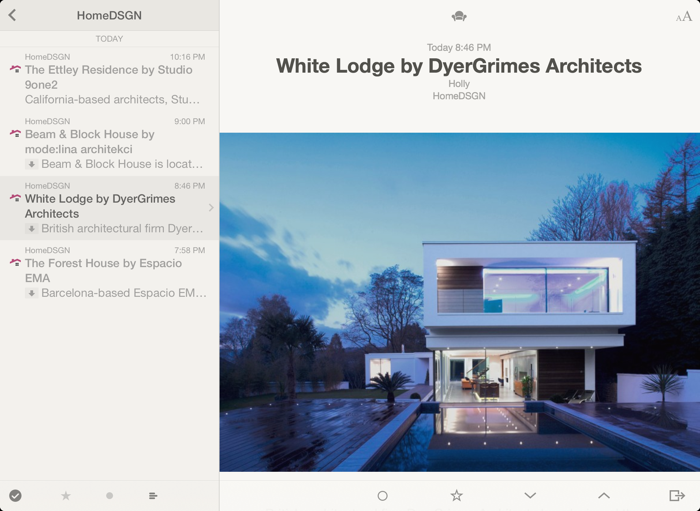 HomeDSGN
TODAY
HomeDSGN 10:16 PM
The Ettley Residence by Studio
9one2
California-based architects, Stu...
HomeDSGN 9:00 PM
Beam & Block House by
mode:lina architekci
Beam & Block House is locat...
HomeDSGN 8:46 PM
White Lodge by DyerGrimes
Architects
British architectural firm Dyer...
HomeDSGN 7:58 PM
The Forest House by Espacio
EMA
Barcelona-based Espacio EM...
AA
Today 8:46 PM
White Lodge by DyerGrimes Architects
Holly
HomeDSGN